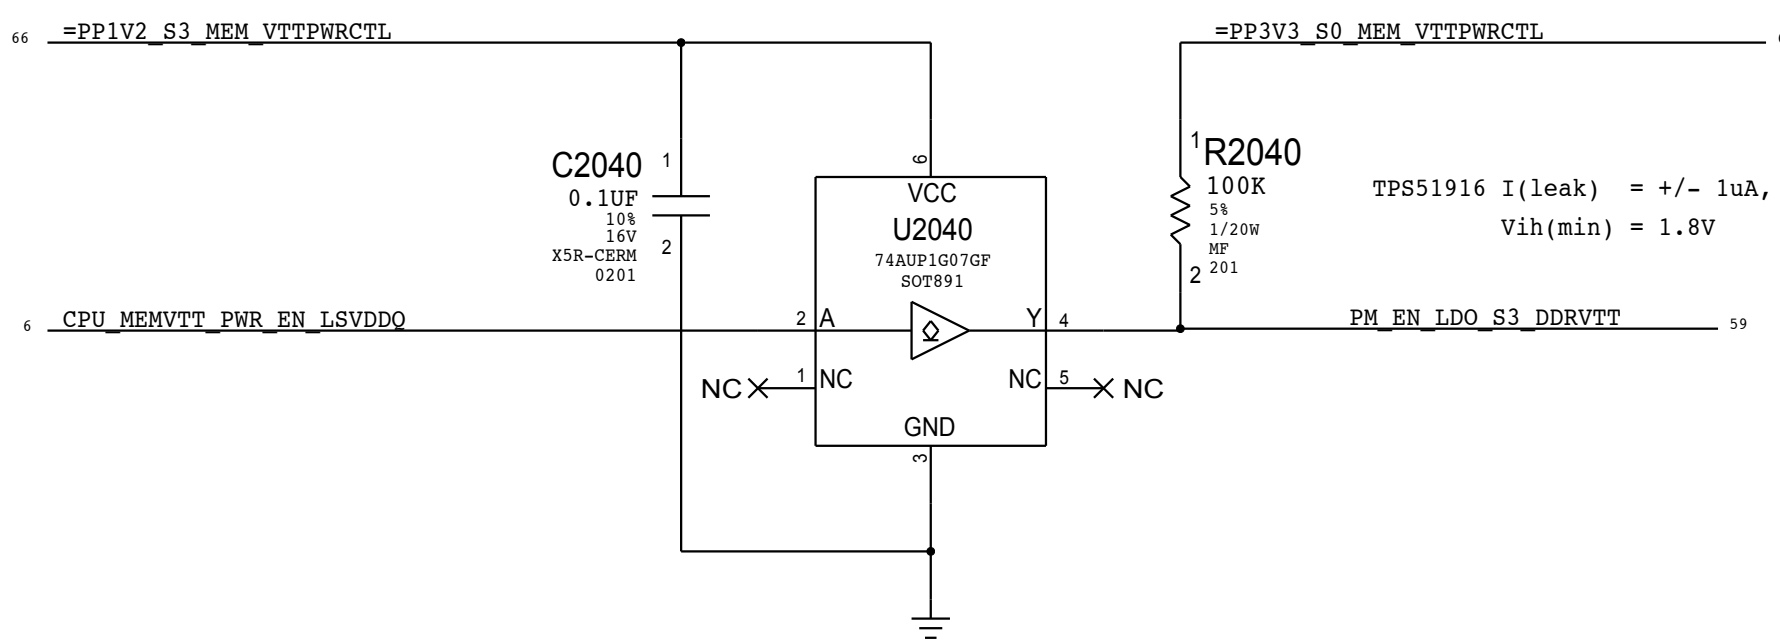 66 =PP1V2_S3_MEM_VTTPWRCTL
=PP3V3_S0_MEM_VTTPWRCTL
C2040
0.1UF
10%
16V
X5R-CERM
0201
1
2
6
VCC
U2040
74AUP1G07GF
SOT891
1
R2040
100K
5%
1/20W
MF
201
2
TPS51916 I(leak) = +/- 1uA,
Vih(min) = 1.8V
6 CPU_MEMVTT_PWR_EN_LSVDDQ
2 A
Y 4
PM_EN_LDO_S3_DDRVTT 59
NC 1 NC
NC 5 NC
GND
3